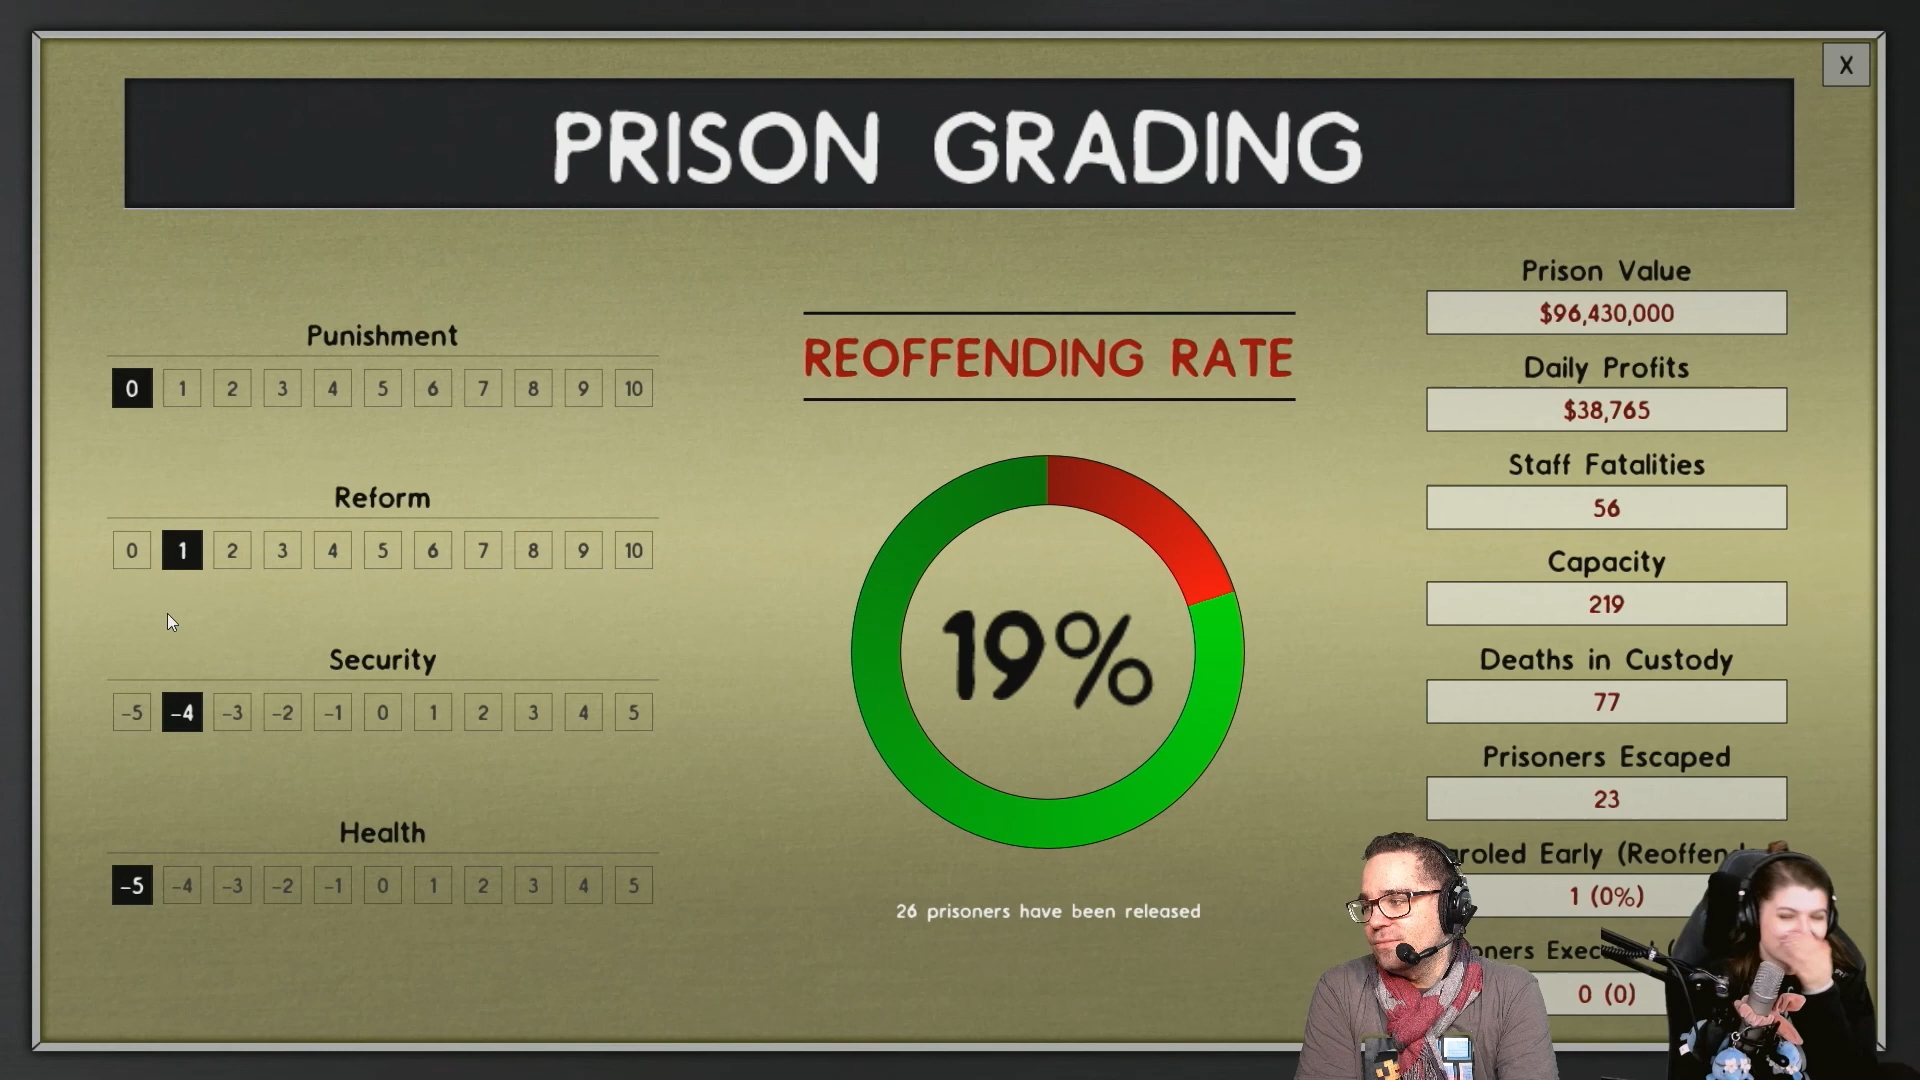 X
PRISON GRADING
Punishment
0 1 2 3 4 5 6 7 8 9 10
Reform
0 1 2 3 4 5 6 7 8 9 10
Security
-5 -4 -3 -2 -1 0 1 2 3 4 5
Health
-5 -4 -3 -2 -1 0 1 2 3 4 5
REOFFENDING RATE
19%
26 prisoners have been released
Prison Value
$96,430,000
Daily Profits
$38,765
Staff Fatalities
56
Capacity
219
Deaths in Custody
77
Prisoners Escaped
23
Early
1 (0%)
0 (0)